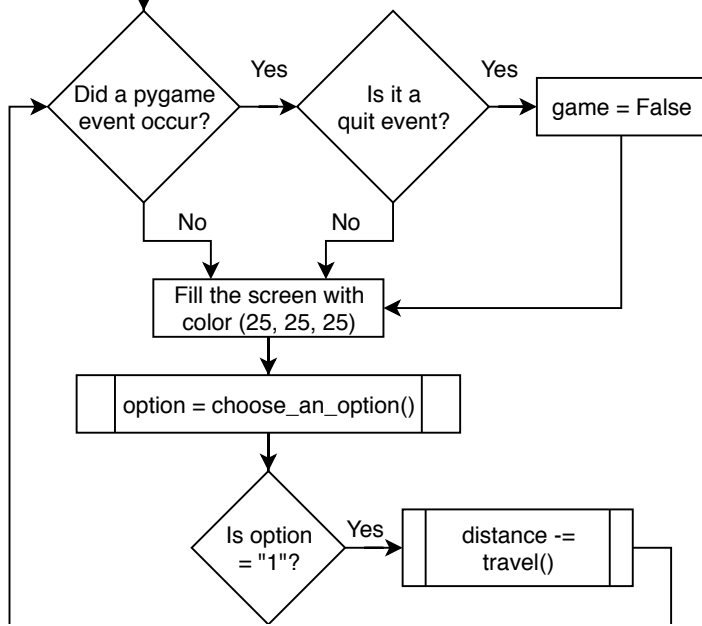 Did a pygame
event occur?
Yes
Is it a
quit event?
Yes
game = False
No
No
Fill the screen with
color (25, 25, 25)
option = choose_an_option()
Is option
= "1"?
Yes
distance -=
travel()